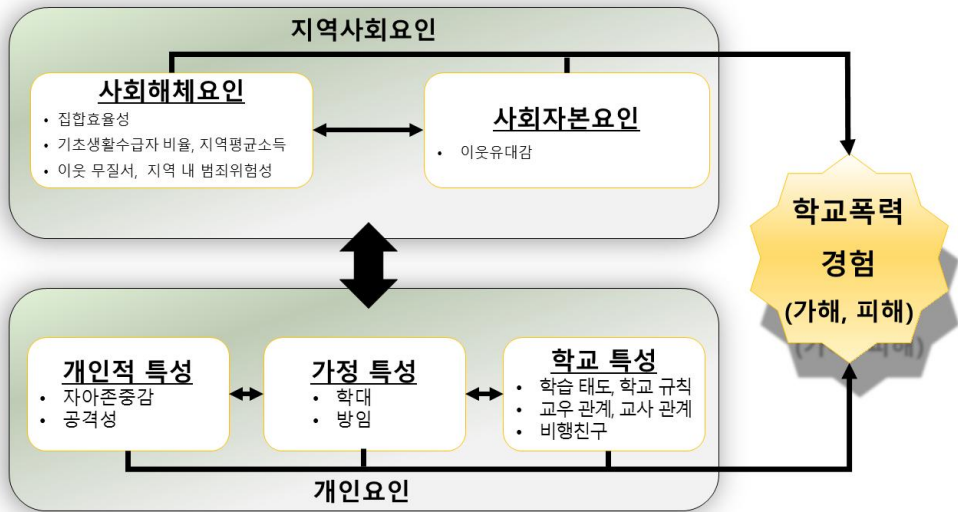 지역사회요인
사회해체요인
• 집합효율성
• 기초생활수급자 비율, 지역평균소득
• 이웃 무질서, 지역 내 범죄위험성
사회자본요인
• 이웃유대감
학교폭력
경험
(가해, 피해)
개인적 특성
• 자아존중감
• 공격성
가정 특성
• 학대
• 방임
학교 특성
• 학습 태도, 학교 규칙
• 교우 관계, 교사 관계
• 비행친구
개인요인